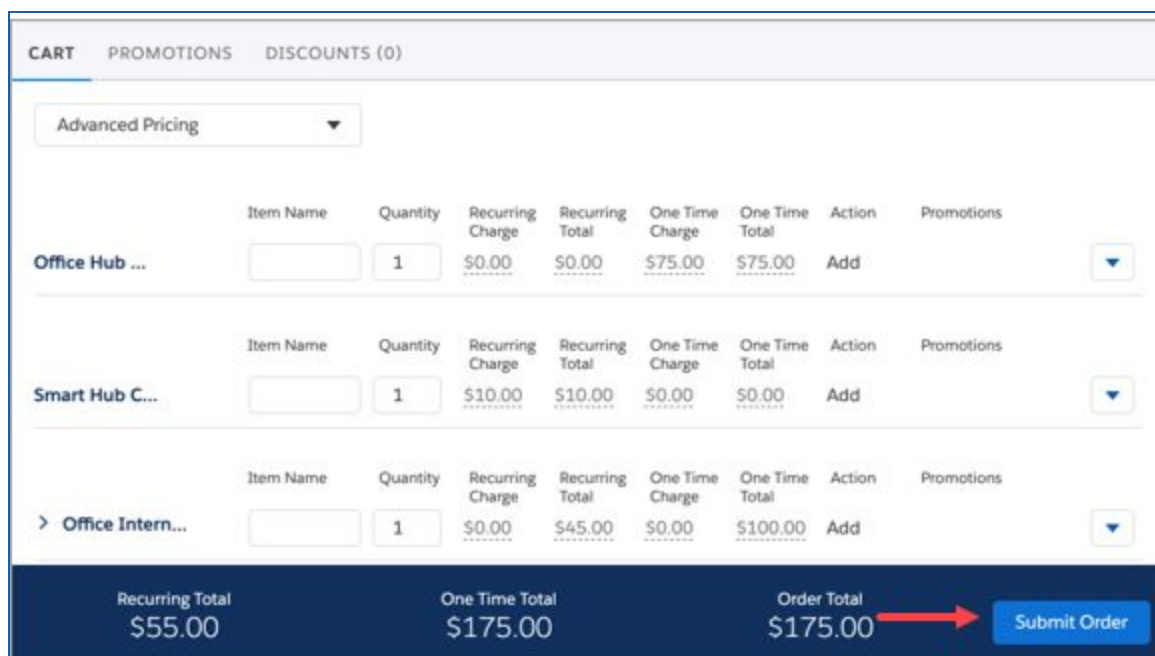 CART PROMOTIONS DISCOUNTS (0)
Advanced Pricing
Item Name Quantity Recurring Charge Recurring Total One Time Charge One Time Total Action Promotions
Office Hub ... 1 $0.00 $0.00 $75.00 $75.00 Add
Item Name Quantity Recurring Charge Recurring Total One Time Charge One Time Total Action Promotions
Smart Hub C... 1 $10.00 $10.00 $0.00 $0.00 Add
Item Name Quantity Recurring Charge Recurring Total One Time Charge One Time Total Action Promotions
> Office Intern... 1 $0.00 $45.00 $0.00 $100.00 Add
Recurring Total One Time Total Order Total
$55.00 $175.00 $175.00 Submit Order